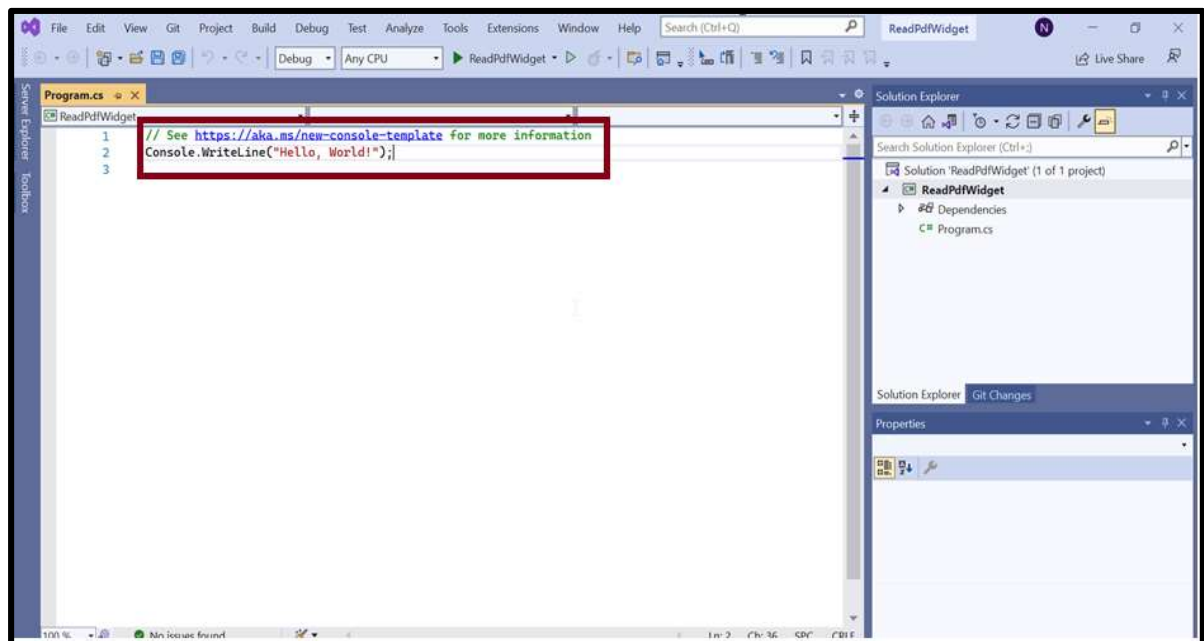 File Edit View Git Project Build Debug Test Analyze Tools Extensions Window Help Search (Ctrl+Q) ReadPdfWidget N
Debug Any CPU ReadPdfWidget Live Share
Server Explorer
Toolbox
Program.cs
ReadPdfWidget
1 // See https://aka.ms/new-console-template for more information
2 Console.WriteLine("Hello, World!");
3
Solution Explorer
Search Solution Explorer (Ctrl+;)
Solution 'ReadPdfWidget' (1 of 1 project)
ReadPdfWidget
Dependencies
C# Program.cs
Solution Explorer Git Changes
Properties
100 % No issues found Ln: 2 Ch: 36 SPC CRLF